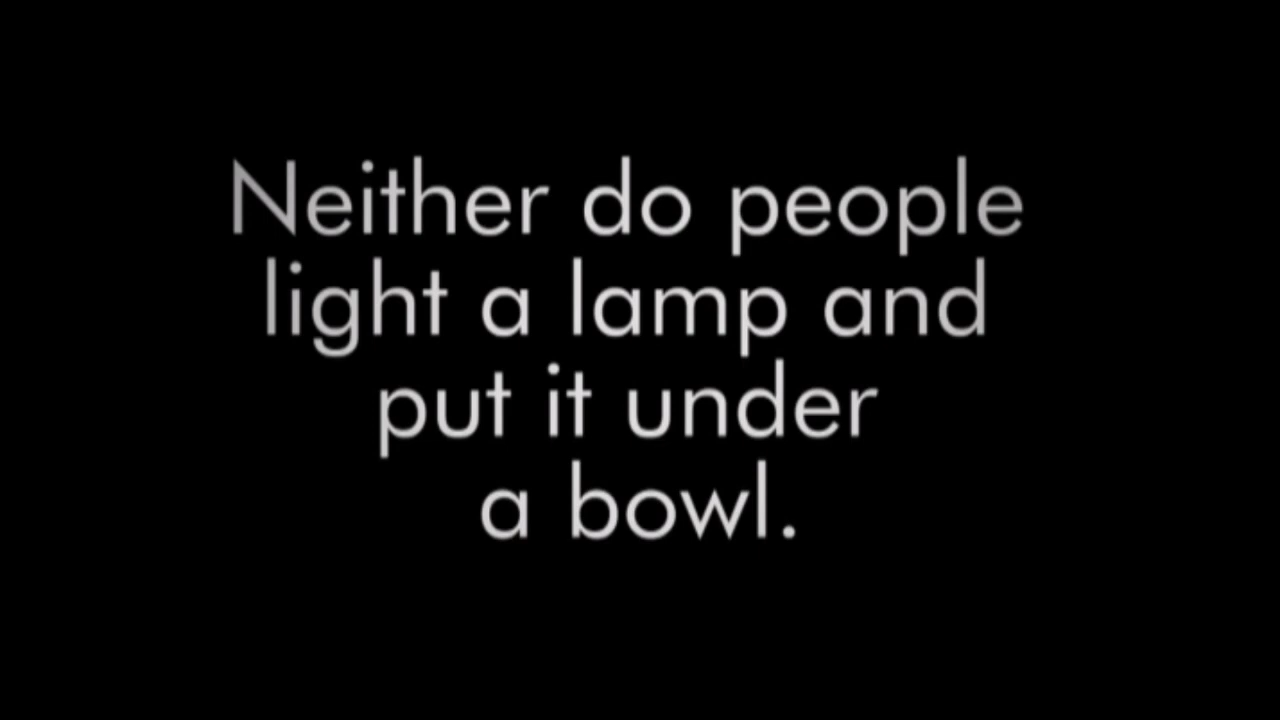 Neither do people
light a lamp and
put it under
a bowl.